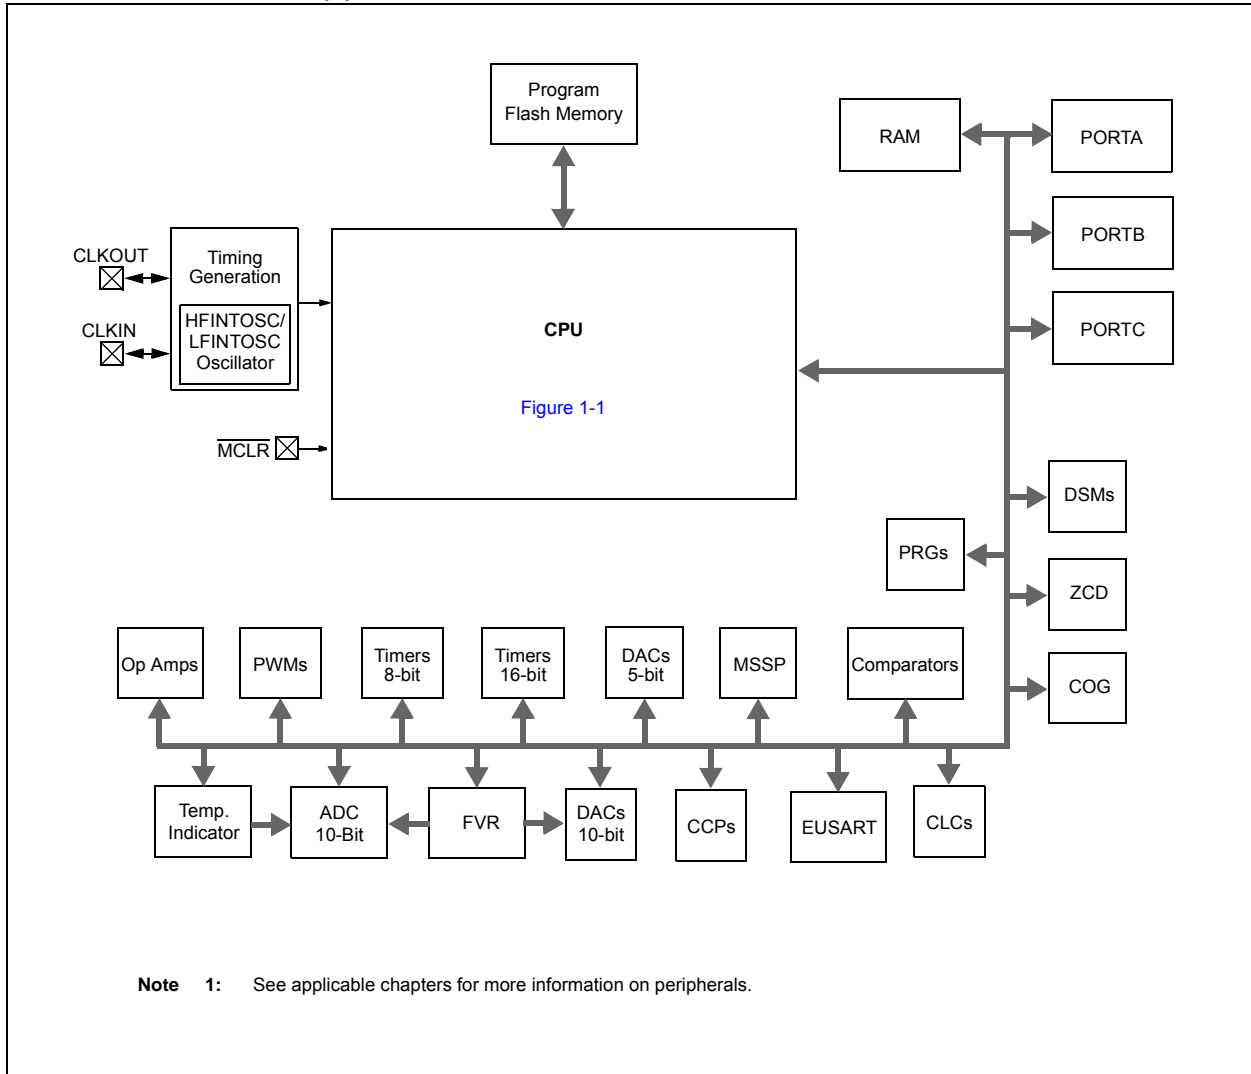 Program
Flash Memory
RAM
PORTA
PORTB
PORTC
CLKOUT
Timing
Generation
CLKIN
HFINTOSC/
LFINTOSC
Oscillator
CPU
Figure 1-1
MCLR
DSMs
PRGs
ZCD
COG
Op Amps
PWMs
Timers
8-bit
Timers
16-bit
DACs
5-bit
MSSP
Comparators
Temp.
Indicator
ADC
10-Bit
FVR
DACs
10-bit
CCPs
EUSART
CLCs
Note 1: See applicable chapters for more information on peripherals.